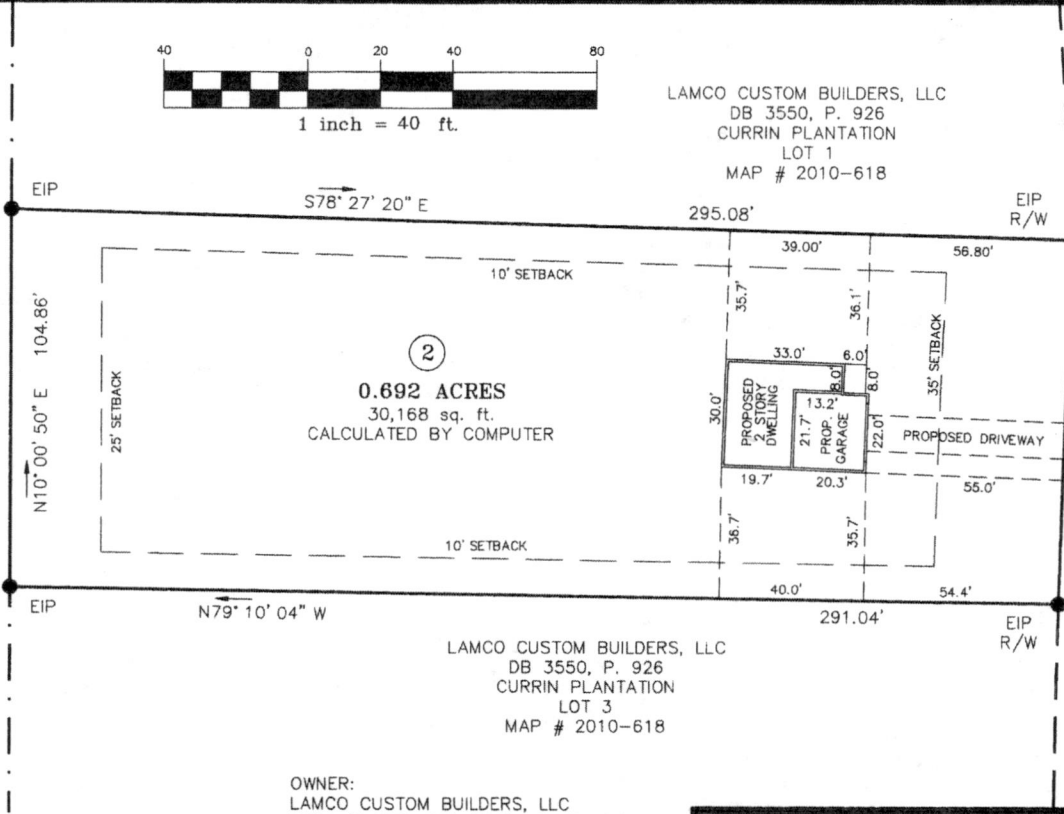 40 0 20 40 80
1 inch = 40 ft.
LAMCO CUSTOM BUILDERS, LLC
DB 3550, P. 926
CURRIN PLANTATION
LOT 1
MAP # 2010-618
EIP
S78° 27' 20" E
295.08'
EIP
R/W
39.00'
56.80'
10' SETBACK
35.7'
36.1'
N10° 00' 50" E 104.86'
25' SETBACK
2
0.692 ACRES
30,168 sq. ft.
CALCULATED BY COMPUTER
33.0'
6.0'
8.0'
8.0'
35' SETBACK
30.0'
PROPOSED
2 STORY
DWELLING
13.2'
21.7'
PROP.
GARAGE
22.0'
PROPOSED DRIVEWAY
19.7'
20.3'
55.0'
36.7'
35.7'
10' SETBACK
40.0'
54.4'
EIP
N79° 10' 04" W
291.04'
EIP
R/W
LAMCO CUSTOM BUILDERS, LLC
DB 3550, P. 926
CURRIN PLANTATION
LOT 3
MAP # 2010-618
OWNER:
LAMCO CUSTOM BUILDERS, LLC